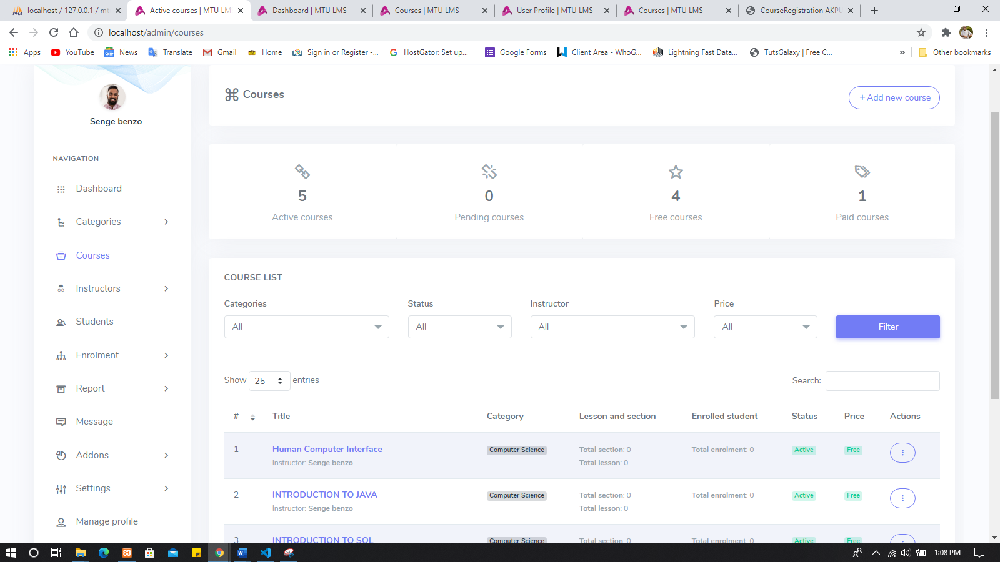 localhost / 127.0.0.1 / mt
Active courses | MTU LM
Dashboard | MTU LMS
Courses | MTU LMS
User Profile | MTU LMS
Courses | MTU LMS
CourseRegistration AKPU
localhost/admin/courses
Apps
YouTube
News
Translate
Gmail
Home
Sign in or Register -...
HostGator: Set up...
Google Forms
Client Area - WhoG...
Lightning Fast Data...
TutsGalaxy | Free C...
»
Other bookmarks
Senge benzo
NAVIGATION
Dashboard
Categories
Courses
Instructors
Students
Enrolment
Report
Message
Addons
Settings
Manage profile
Courses
+ Add new course
5
Active courses
0
Pending courses
4
Free courses
1
Paid courses
COURSE LIST
Categories Status Instructor Price
All All All All Filter
Show 25 entries Search:
# Title Category Lesson and section Enrolled student Status Price Actions
1 Human Computer Interface Computer Science Total section: 0 Total enrolment: 0 Active Free
Instructor: Senge benzo Total lesson: 0
2 INTRODUCTION TO JAVA Computer Science Total section: 0 Total enrolment: 0 Active Free
Instructor: Senge benzo Total lesson: 0
3 INTRODUCTION TO SQL Computer Science Total section: 0 Total enrolment: 0 Active Free
1:08 PM